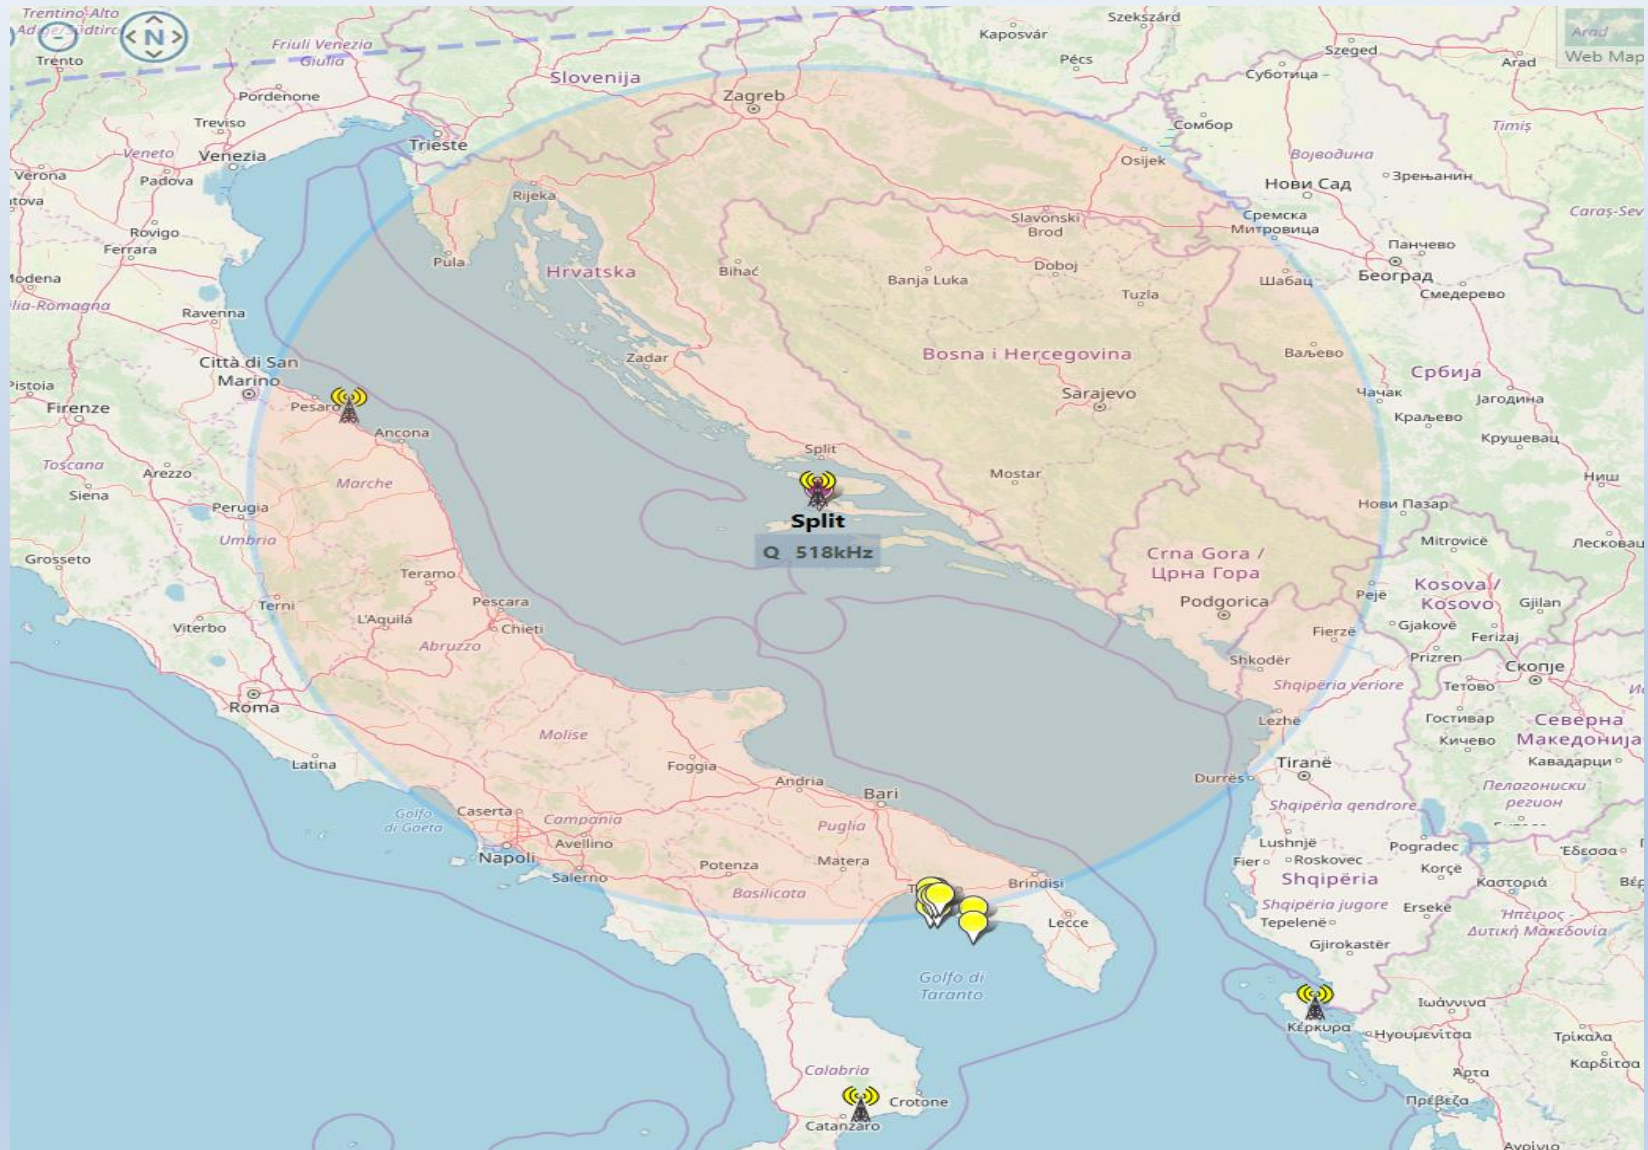 Trentino-Alto
Adige/Südtirol
Trento
N
Friuli Venezia
Giulia
Slovenija
Kaposvár
Szekszárd
Pécs
Szeged
Суботица
Arad
Arad
Web Map
Pordenone
Treviso
Zagreb
Сомбор
Timiș
Verona
Veneto
Venezia
Padova
Trieste
Osijek
Војводина
Rijeka
Нови Сад
Зрењанин
Rovigo
Ferrara
Slavonski
Brod
Сремска
Митровица
Caraș-Sev
Панчево
Modena
Pula
Hrvatska
Bihać
Banja Luka
Doboj
Шабац
Београд
Tuzla
Смедерево
Ravenna
Città di San
Marino
Zadar
Bosna i Hercegovina
Ваљево
Србија
Pistoia
Firenze
Pesaro
Sarajevo
Чачак
Јагодина
Краљево
Ancona
Split
Крушевац
Toscana
Arezzo
Siena
Marche
Mostar
Ниш
Perugia
Split
Нови Пазар
Umbria
Q 518kHz
Mitrovicë
Лесковац
Grosseto
Teramo
Crna Gora /
Црна Гора
Kosova /
Kosovo
Pejë
Gjilan
Terni
Pescara
Podgorica
Viterbo
L'Aquila
Chieti
Gjakovë
Ferizaj
Fierzë
Abruzzo
Shkodër
Prizren
Скопје
Shqipëria veriore
Тетово
Roma
Lezhë
Гостивар
Северна
Македонија
Molise
Кичево
Latina
Foggia
Tiranë
Кавадарци
Andria
Durrës
Bari
Пелагониски
регион
Golfo
di Gaeta
Caserta
Campania
Puglia
Shqipëria qendrore
Avellino
Lushnjë
Pogradec
Έδεσσα
Napoli
Potenza
Matera
Fier
Roskovec
Korçë
Salerno
Basilicata
Brindisi
Shqipëria
Καστοριά
Lecce
Shqipëria jugore
Ersekë
Tepelenë
Ήπειρος -
Δυτική Μακεδονία
Gjirokastër
Golfo di
Taranto
Ιωάννινα
Κέρκυρα
Ηγουμενίτσα
Τρίκαλα
Καρδίτσα
Calabria
Άρτα
Crotone
Πρέβεζα
Catanzaro